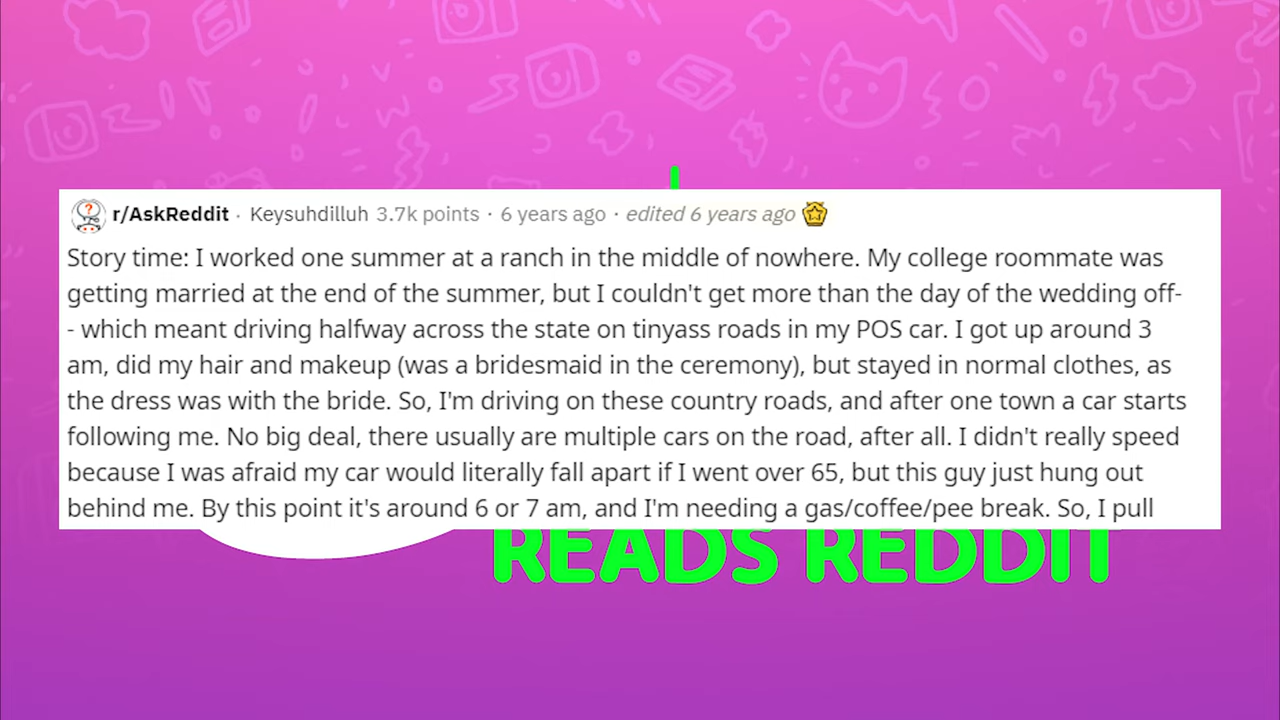 r/AskReddit · Keysuhdilluh 3.7k points · 6 years ago · edited 6 years ago
Story time: I worked one summer at a ranch in the middle of nowhere. My college roommate was
getting married at the end of the summer, but I couldn't get more than the day of the wedding off-
- which meant driving halfway across the state on tinyass roads in my POS car. I got up around 3
am, did my hair and makeup (was a bridesmaid in the ceremony), but stayed in normal clothes, as
the dress was with the bride. So, I'm driving on these country roads, and after one town a car starts
following me. No big deal, there usually are multiple cars on the road, after all. I didn't really speed
because I was afraid my car would literally fall apart if I went over 65, but this guy just hung out
behind me. By this point it's around 6 or 7 am, and I'm needing a gas/coffee/pee break. So, I pull
READS REDDIT